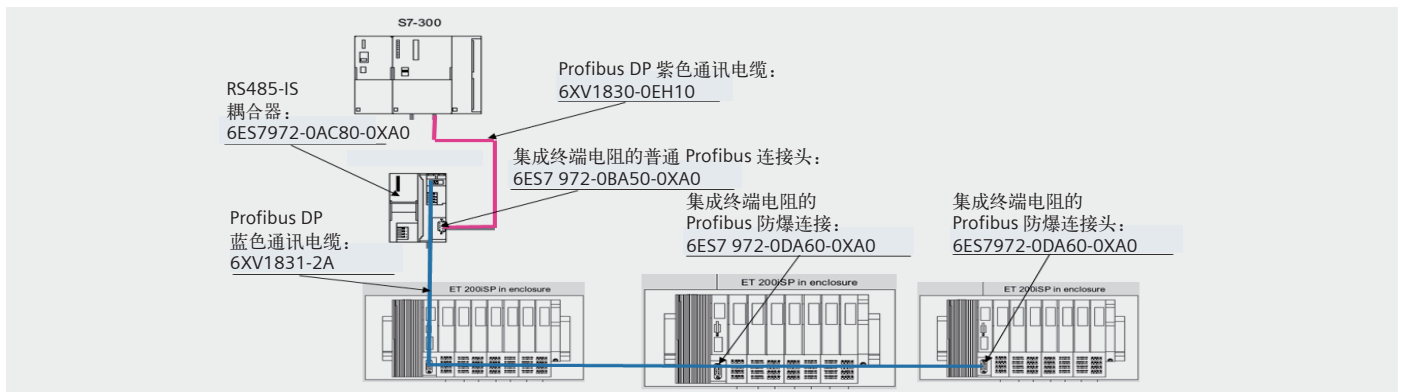 S7-300
Profibus DP 紫色通讯电缆：
6XV1830-0EH10
RS485-IS
耦合器：
6ES7972-0AC80-0XA0
集成终端电阻的普通 Profibus 连接头：
6ES7 972-0BA50-0XA0
集成终端电阻的
Profibus 防爆连接：
6ES7 972-0DA60-0XA0
集成终端电阻的
Profibus 防爆连接头：
6ES7972-0DA60-0XA0
Profibus DP
蓝色通讯电缆：
6XV1831-2A
ET 200iSP in enclosure
ET 200iSP in enclosure
ET 200iSP in enclosure